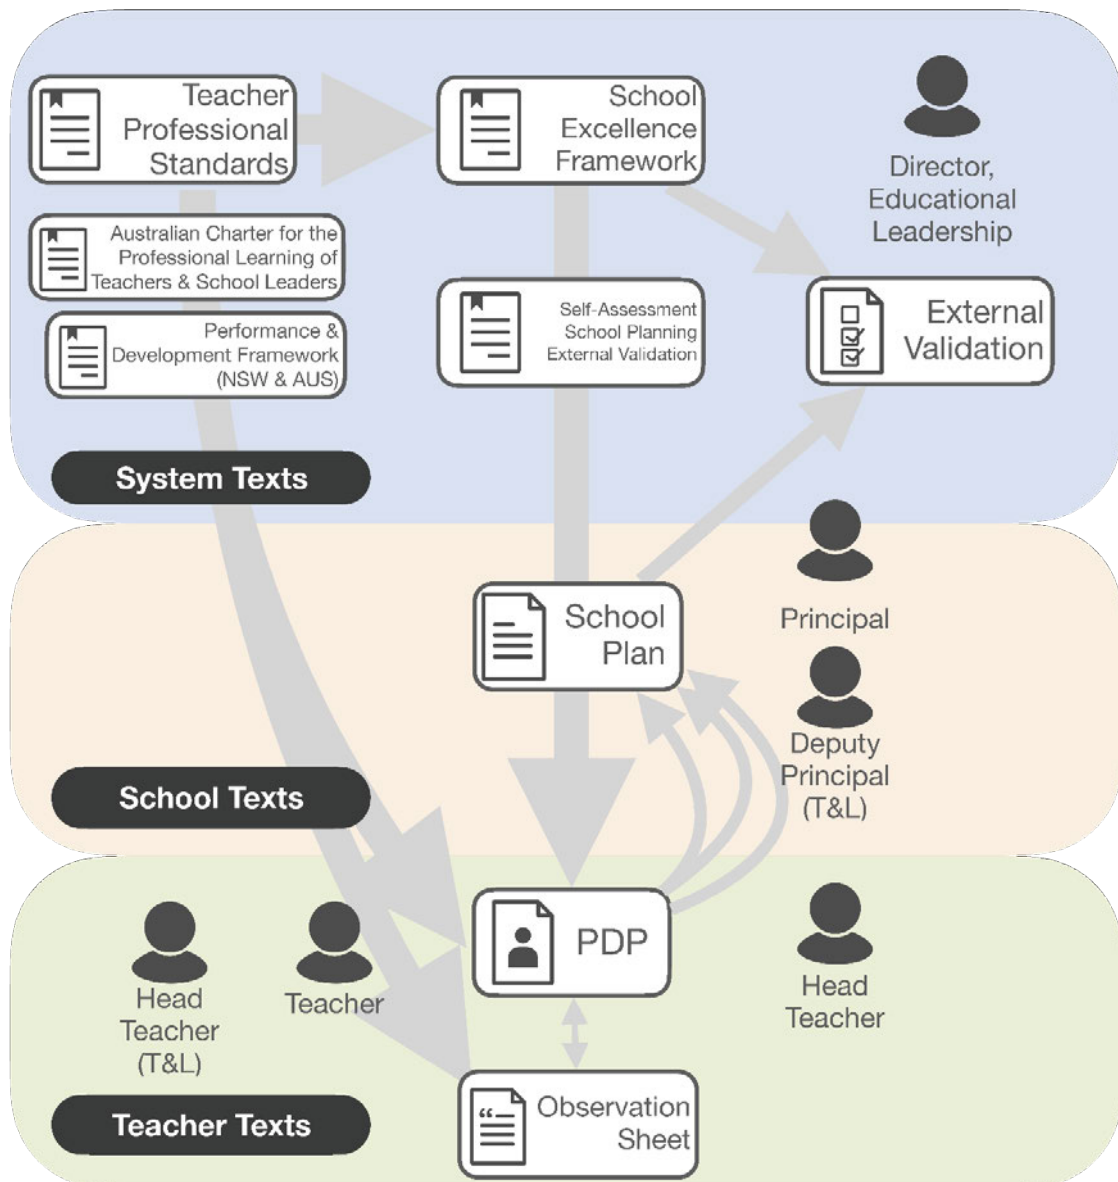 Teacher
Professional
Standards
School
Excellence
Framework
Director,
Educational
Leadership
Australian Charter for the
Professional Learning of
Teachers & School Leaders
Self-Assessment
School Planning
External Validation
External
Validation
Performance &
Development Framework
(NSW & AUS)
System Texts
School
Plan
Principal
Deputy
Principal
(T&L)
School Texts
PDP
Head
Teacher
(T&L)
Teacher
Head
Teacher
Observation
Sheet
Teacher Texts